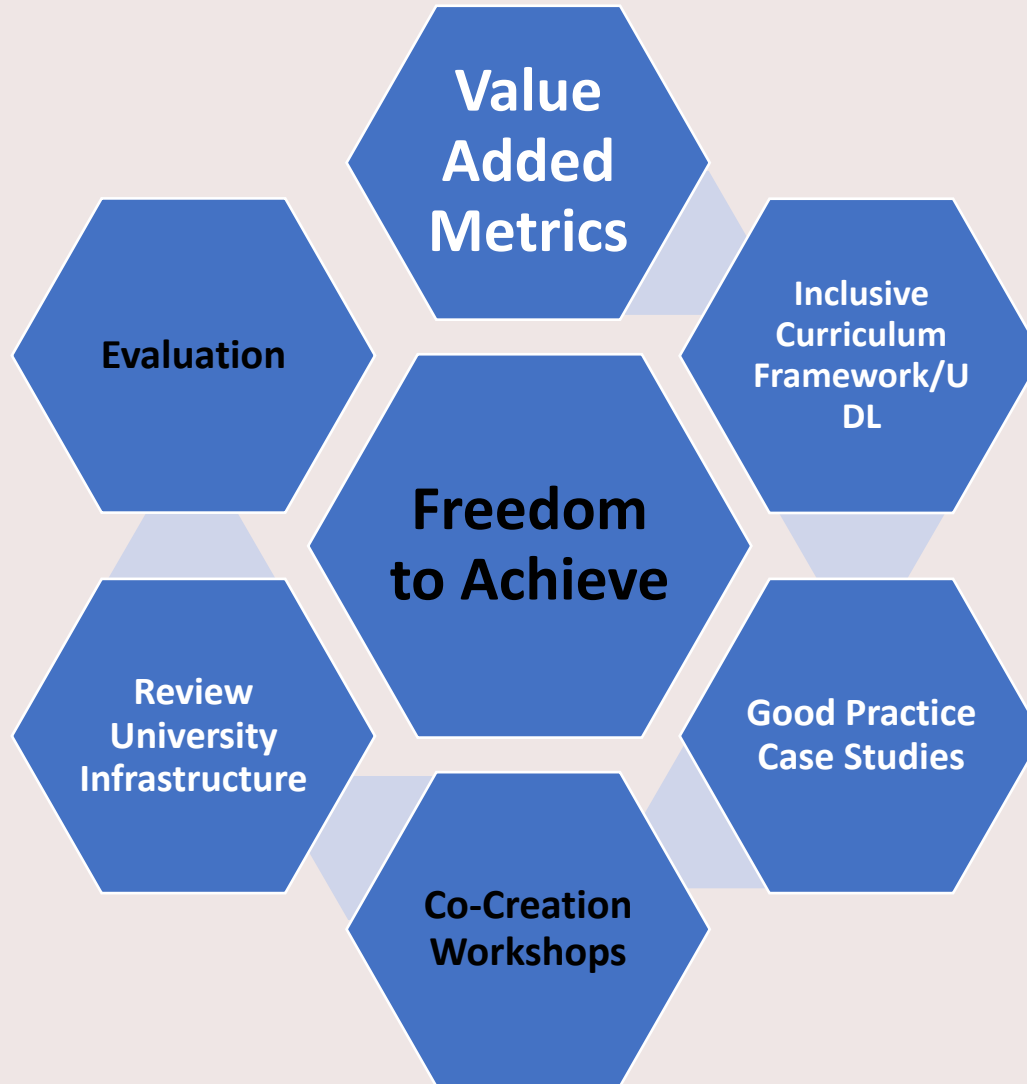 Value
Added
Metrics
Inclusive
Curriculum
Framework/U
DL
Evaluation
Freedom
to Achieve
Good Practice
Case Studies
Review
University
Infrastructure
Co-Creation
Workshops